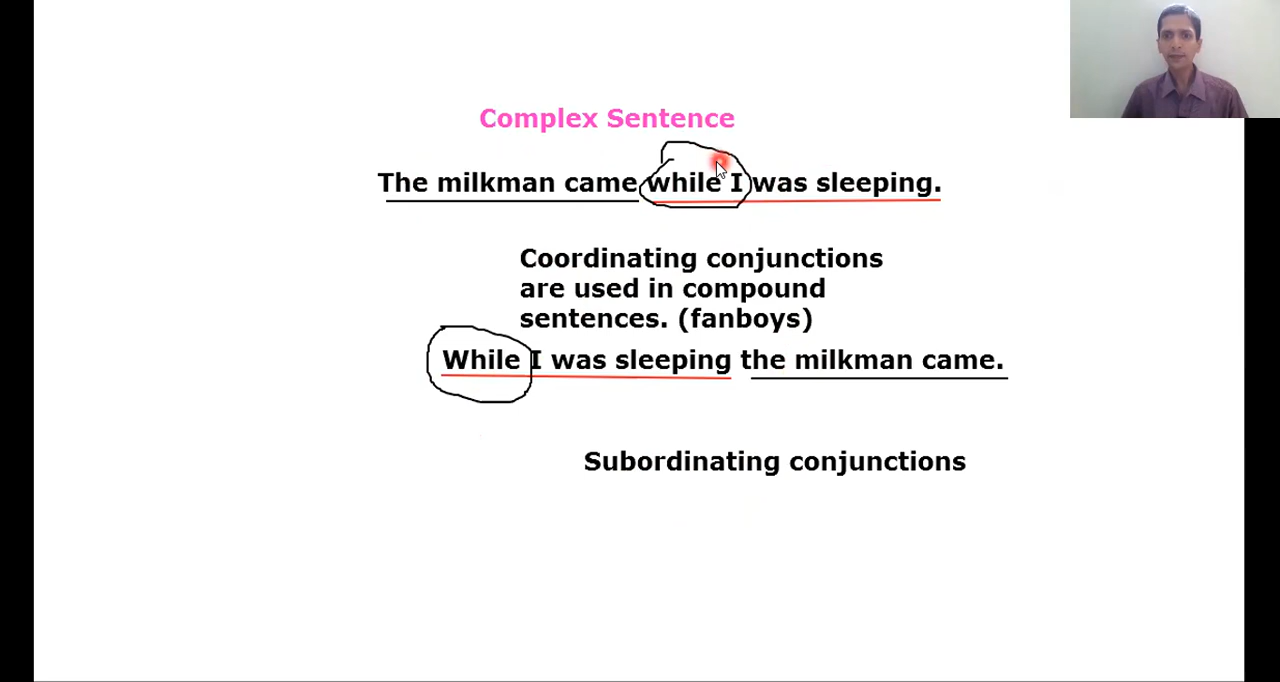 Complex Sentence
The milkman came while I was sleeping.
Coordinating conjunctions
are used in compound
sentences. (fanboys)
While I was sleeping the milkman came.
Subordinating conjunctions